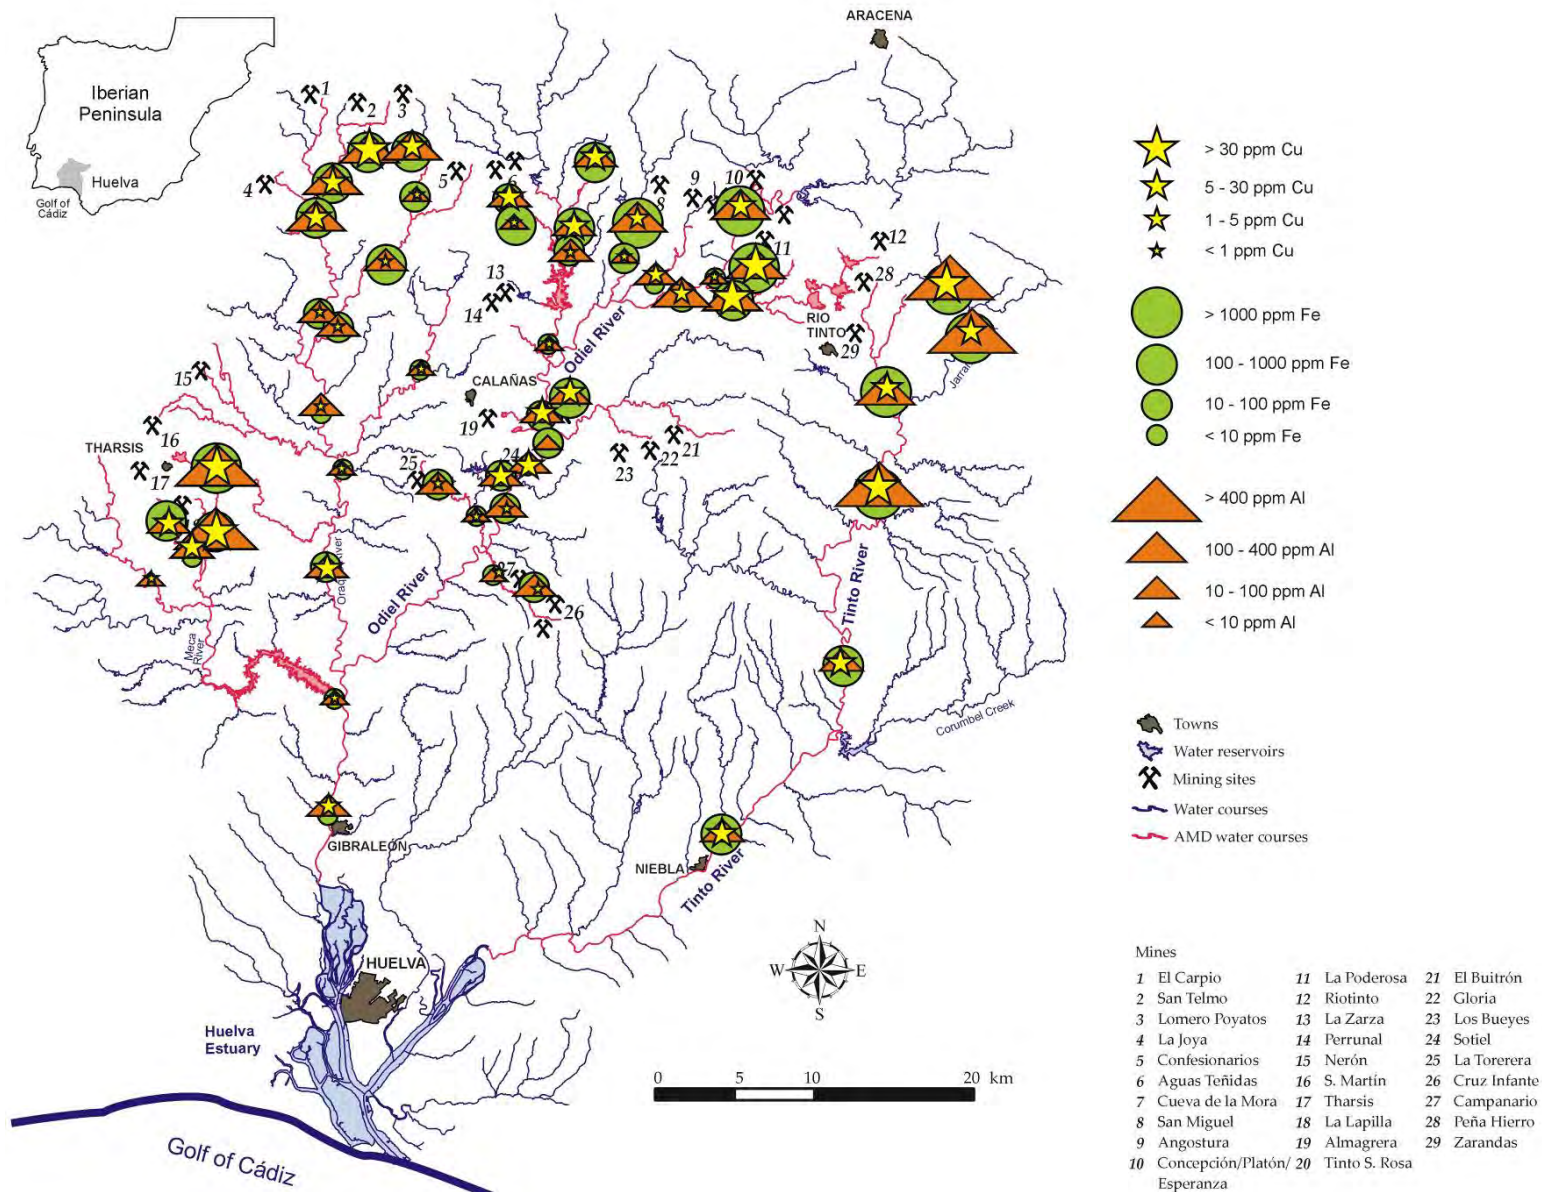 ARACENA
Iberian
Peninsula
Huelva
Golf of
Cádiz
1
2
3
4
5
6
8
9
10
11
12
28
13
14
RIO
TINTO
29
Odiel River
CALAÑAS
15
16
THARSIS
17
19
21
22
23
24
25
27
26
Odiel River
Meca
River
Tinto River
Corumbel Creek
GIBRALEÓN
NIEBLA
Tinto River
HUELVA
Huelva
Estuary
Golf of Cádiz
N
W E
S
0 5 10 20 km
> 30 ppm Cu
5 - 30 ppm Cu
1 - 5 ppm Cu
< 1 ppm Cu
> 1000 ppm Fe
100 - 1000 ppm Fe
10 - 100 ppm Fe
< 10 ppm Fe
> 400 ppm Al
100 - 400 ppm Al
10 - 100 ppm Al
< 10 ppm Al
Towns
Water reservoirs
Mining sites
Water courses
AMD water courses
Mines
1 El Carpio 11 La Poderosa 21 El Buitrón
2 San Telmo 12 Riotinto 22 Gloria
3 Lomero Poyatos 13 La Zarza 23 Los Bueyes
4 La Joya 14 Perrunal 24 Sotiel
5 Confesionarios 15 Nerón 25 La Torerera
6 Aguas Teñidas 16 S. Martín 26 Cruz Infante
7 Cueva de la Mora 17 Tharsis 27 Campanario
8 San Miguel 18 La Lapilla 28 Peña Hierro
9 Angostura 19 Almagrera 29 Zarandas
10 Concepción/Platón/ 20 Tinto S. Rosa
Esperanza